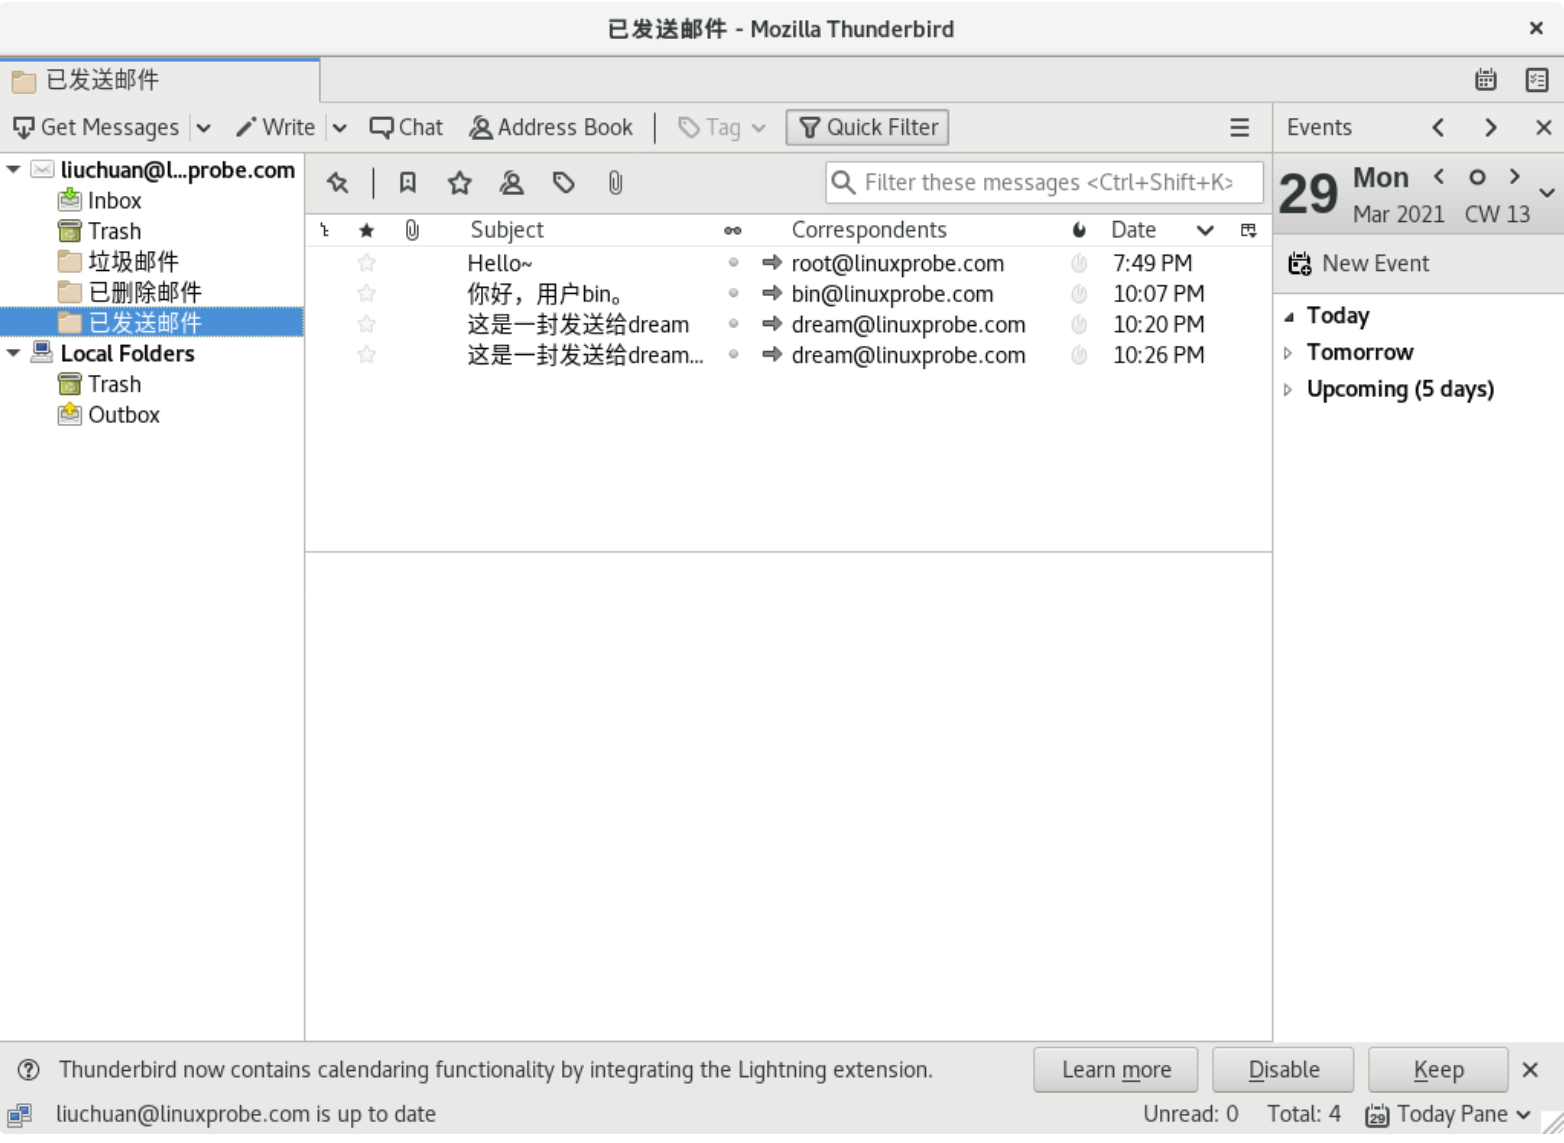 已发送邮件 - Mozilla Thunderbird
已发送邮件
Get Messages Write Chat Address Book Tag Quick Filter
Events
liuchuan@l...probe.com
Inbox
Trash
垃圾邮件
已删除邮件
已发送邮件
Local Folders
Trash
Outbox
Filter these messages <Ctrl+Shift+K>
Subject Correspondents Date
Hello~ root@linuxprobe.com 7:49 PM
你好，用户bin。 bin@linuxprobe.com 10:07 PM
这是一封发送给dream dream@linuxprobe.com 10:20 PM
这是一封发送给dream... dream@linuxprobe.com 10:26 PM
29 Mon
Mar 2021 CW 13
New Event
Today
Tomorrow
Upcoming (5 days)
Thunderbird now contains calendaring functionality by integrating the Lightning extension. Learn more Disable Keep
liuchuan@linuxprobe.com is up to date Unread: 0 Total: 4 29 Today Pane